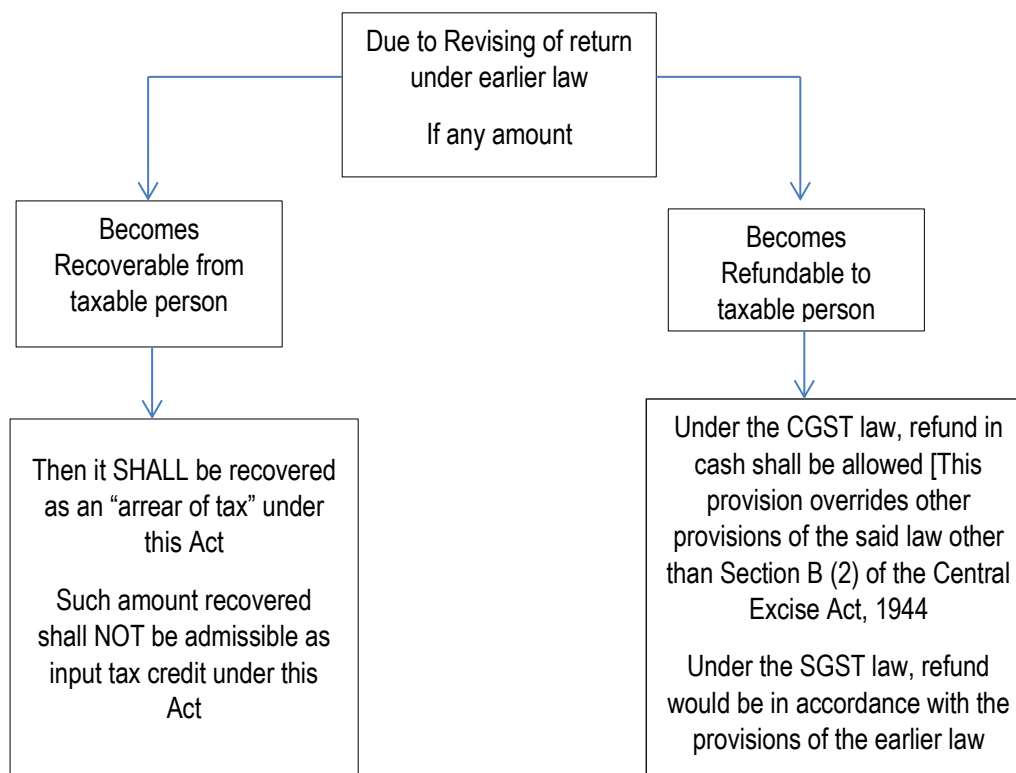 Due to Revising of return
under earlier law
If any amount
Becomes
Recoverable from
taxable person
Becomes
Refundable to
taxable person
Then it SHALL be recovered
as an “arrear of tax” under
this Act
Such amount recovered
shall NOT be admissible as
input tax credit under this
Act
Under the CGST law, refund in
cash shall be allowed [This
provision overrides other
provisions of the said law other
than Section B (2) of the Central
Excise Act, 1944
Under the SGST law, refund
would be in accordance with the
provisions of the earlier law